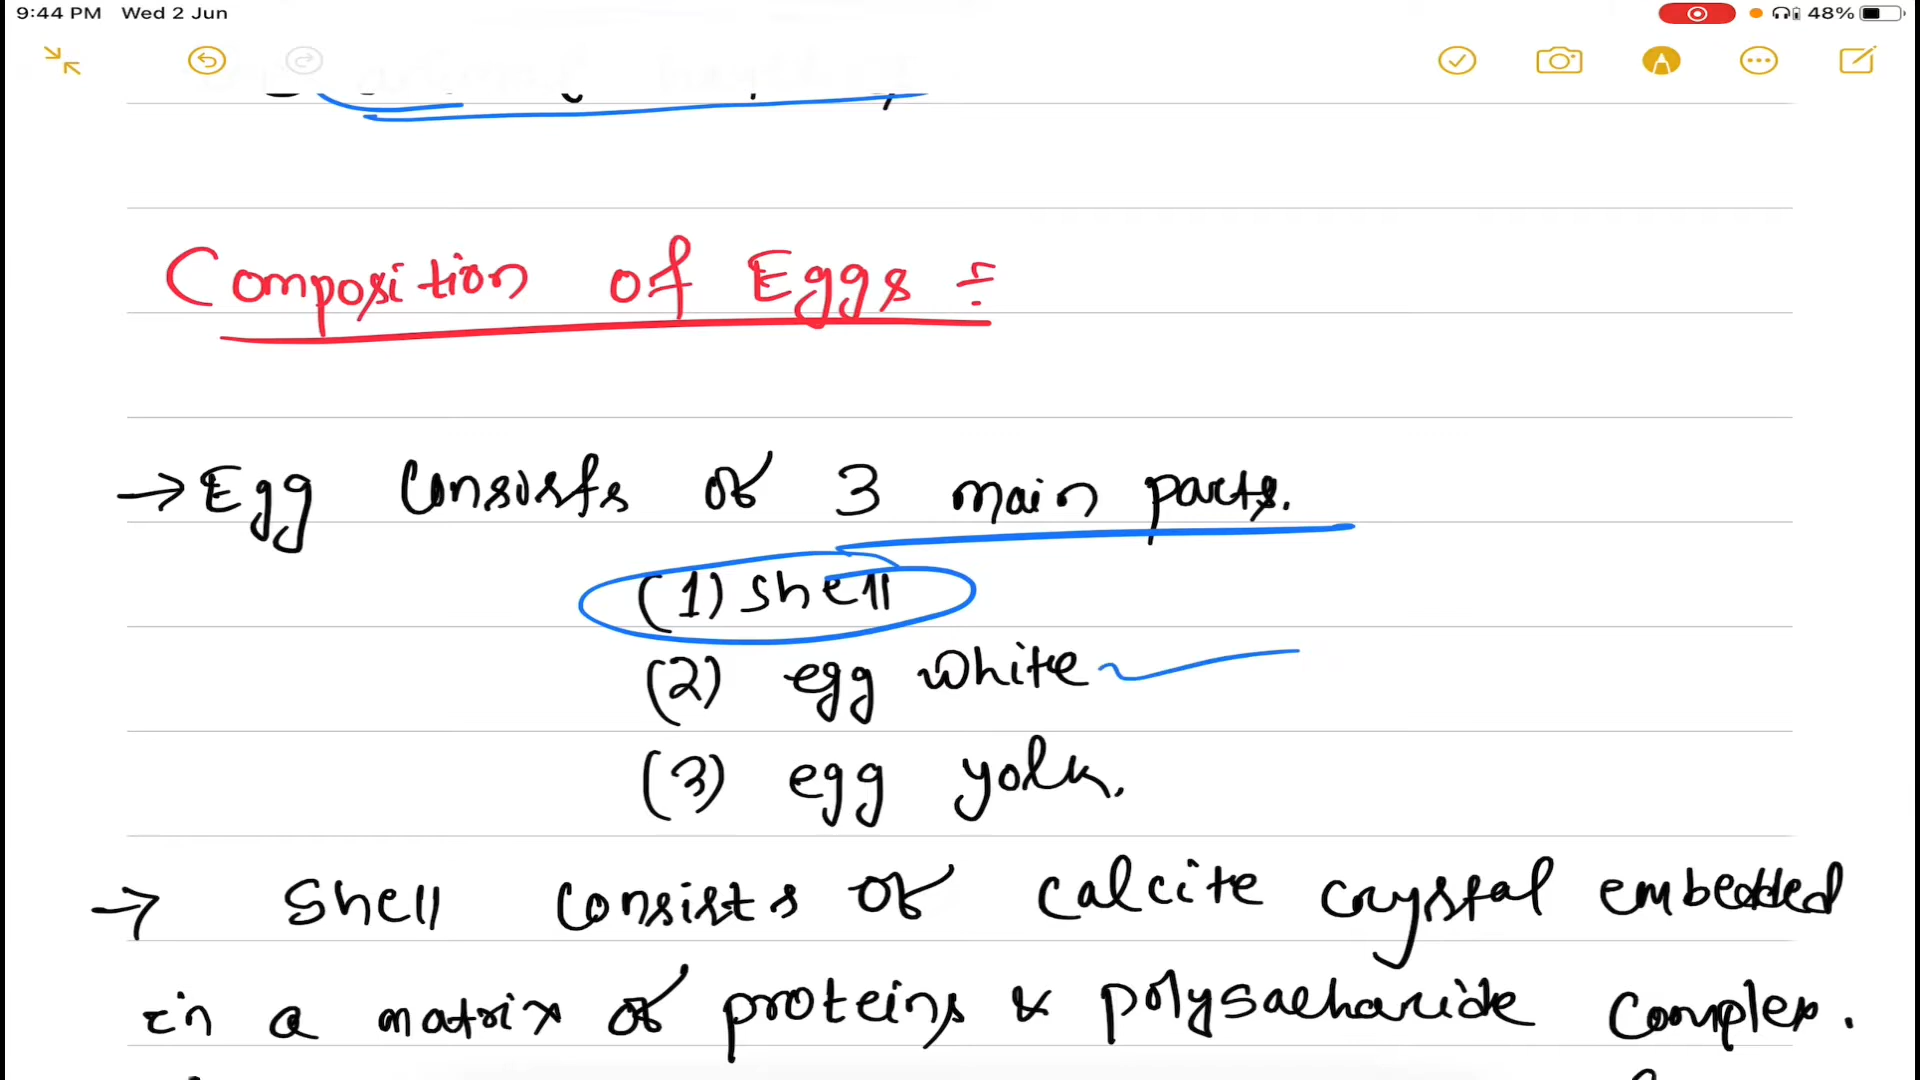 9:44 PM Wed 2 Jun 48%
Composition of Eggs :-
→ Egg Consists of 3 main parts.
(1) Shell
(2) egg white
(3) egg yolk.
→ Shell consists of calcite crystal embedded
in a matrix of proteins & polysaccharide complex.